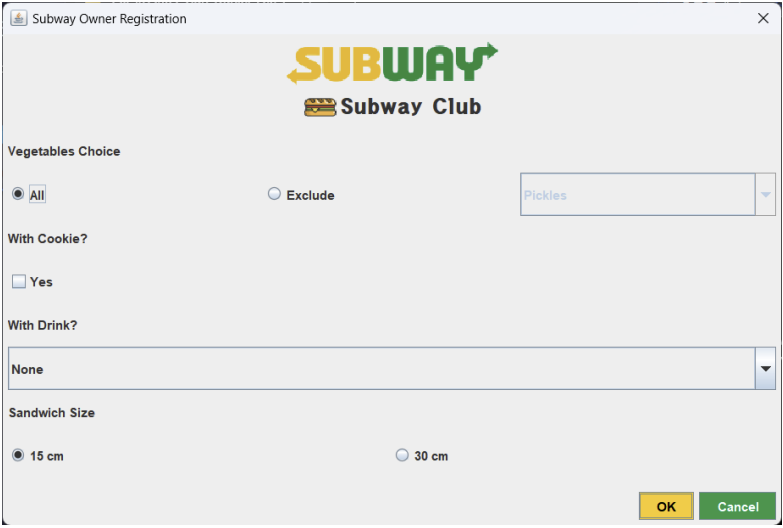 Subway Owner Registration
SUBWAY
Subway Club
Vegetables Choice
All Exclude Pickles
With Cookie?
Yes
With Drink?
None
Sandwich Size
15 cm 30 cm
OK Cancel